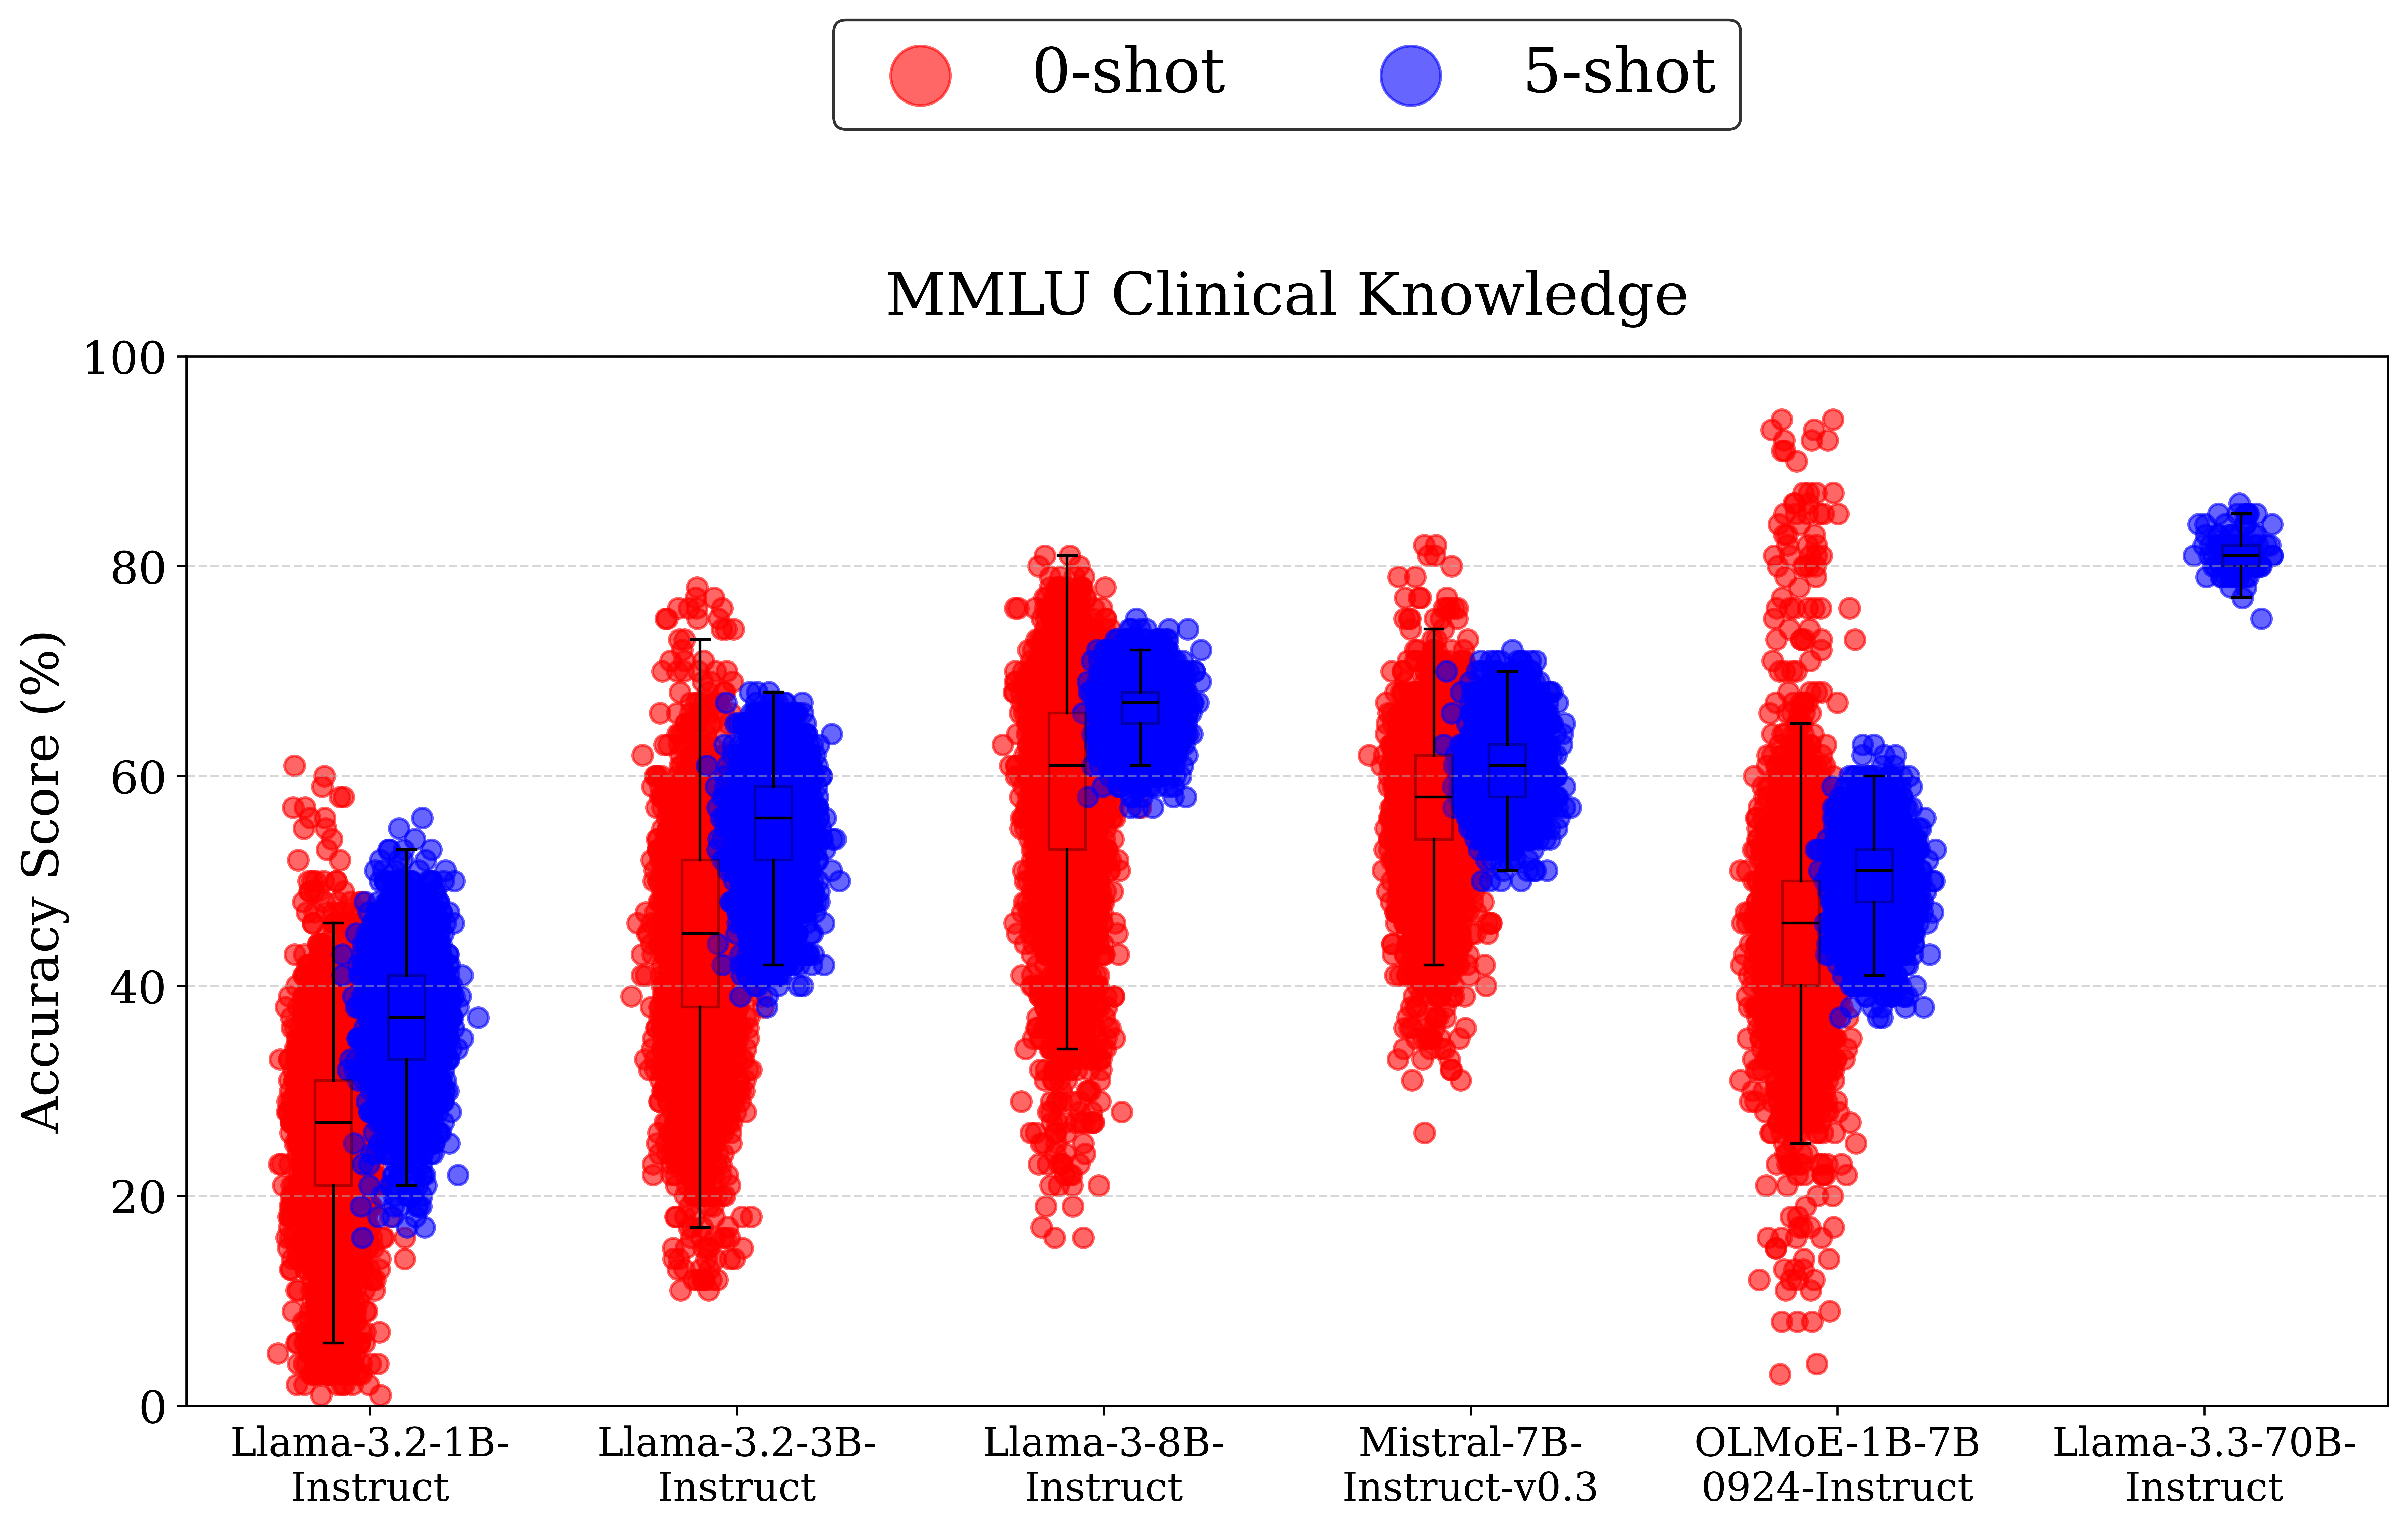 0-shot 5-shot
MMLU Clinical Knowledge
Accuracy Score (%)
100
80
60
40
20
0
Llama-3.2-1B-
Instruct
Llama-3.2-3B-
Instruct
Llama-3-8B-
Instruct
Mistral-7B-
Instruct-v0.3
OLMoE-1B-7B
0924-Instruct
Llama-3.3-70B-
Instruct